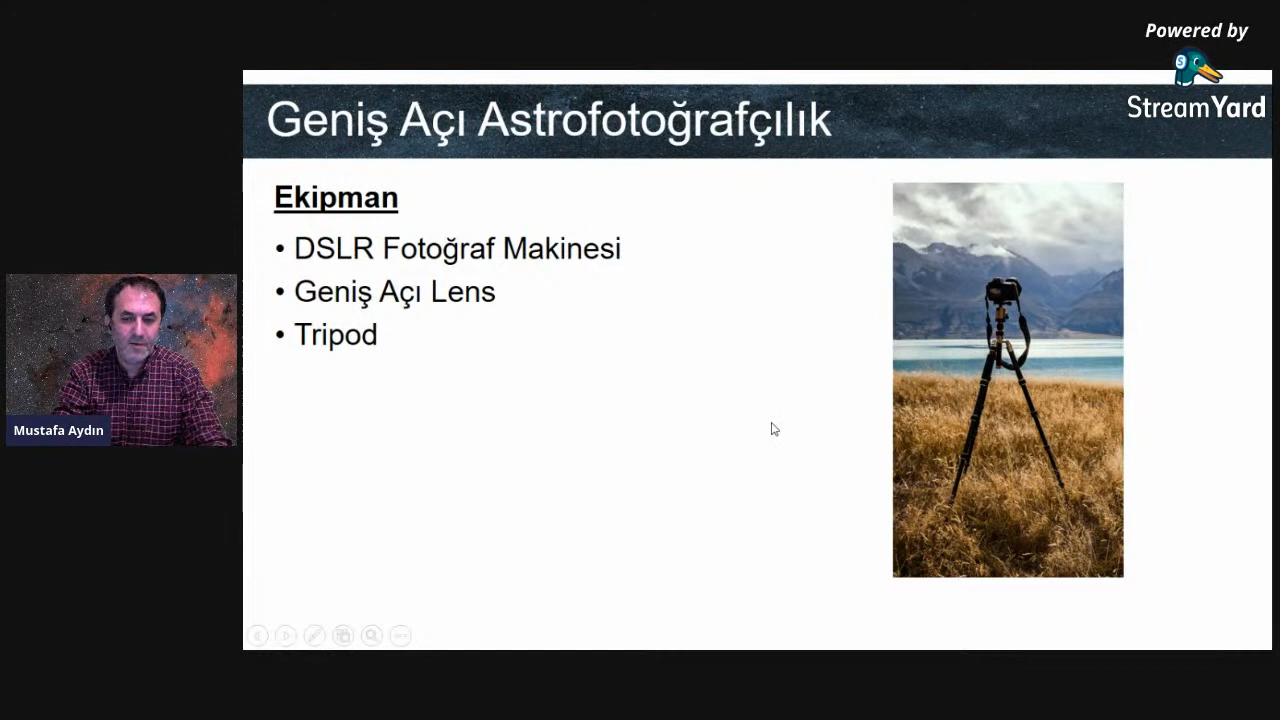 Powered by
StreamYard
Geniş Açı Astrofotoğrafçılık
Ekipman
• DSLR Fotoğraf Makinesi
• Geniş Açı Lens
• Tripod
Mustafa Aydın